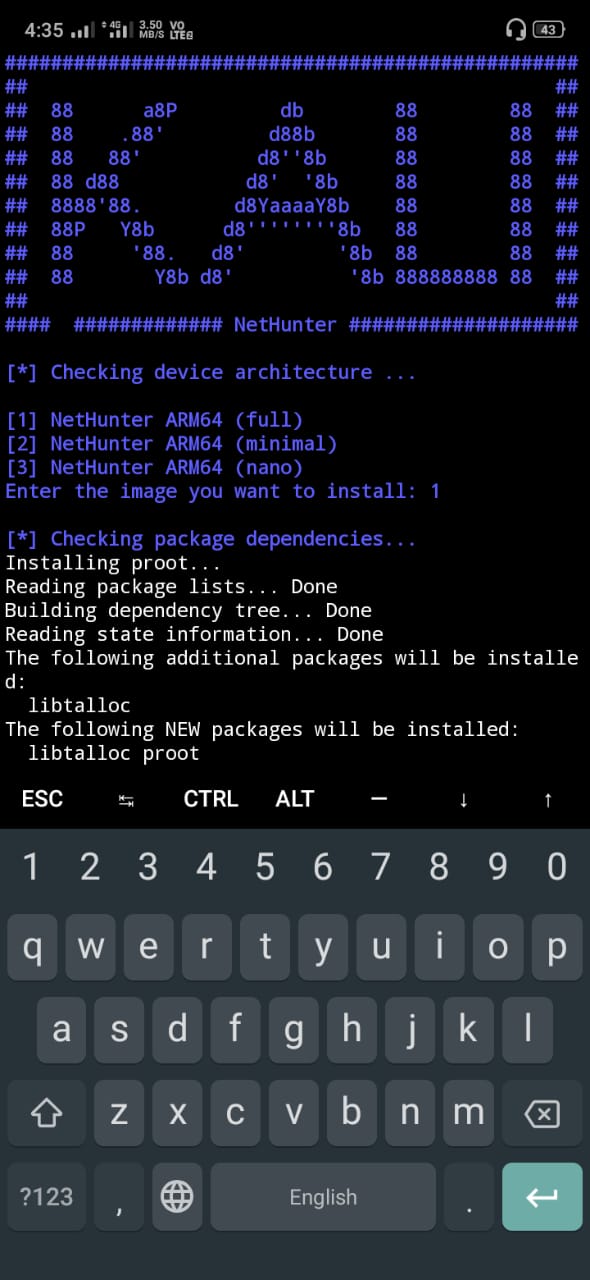 4:35 4G 3.50 MB/S VO LTE 43
##################################################
## ##
## 88 a8P db 88 88 ##
## 88 .88' d88b 88 88 ##
## 88 88' d8''8b 88 88 ##
## 88 d88 d8' '8b 88 88 ##
## 8888'88. d8YaaaaY8b 88 88 ##
## 88P Y8b d8''''''''8b 88 88 ##
## 88 '88. d8' '8b 88 88 ##
## 88 Y8b d8' '8b 888888888 88 ##
## ##
#### ############# NetHunter ####################
[*] Checking device architecture ...
[1] NetHunter ARM64 (full)
[2] NetHunter ARM64 (minimal)
[3] NetHunter ARM64 (nano)
Enter the image you want to install: 1
[*] Checking package dependencies...
Installing proot...
Reading package lists... Done
Building dependency tree... Done
Reading state information... Done
The following additional packages will be installe
d:
libtalloc
The following NEW packages will be installed:
libtalloc proot
ESC ↹ CTRL ALT — ↓ ↑
1 2 3 4 5 6 7 8 9 0
q w e r t y u i o p
a s d f g h j k l
z x c v b n m
?123 , English .